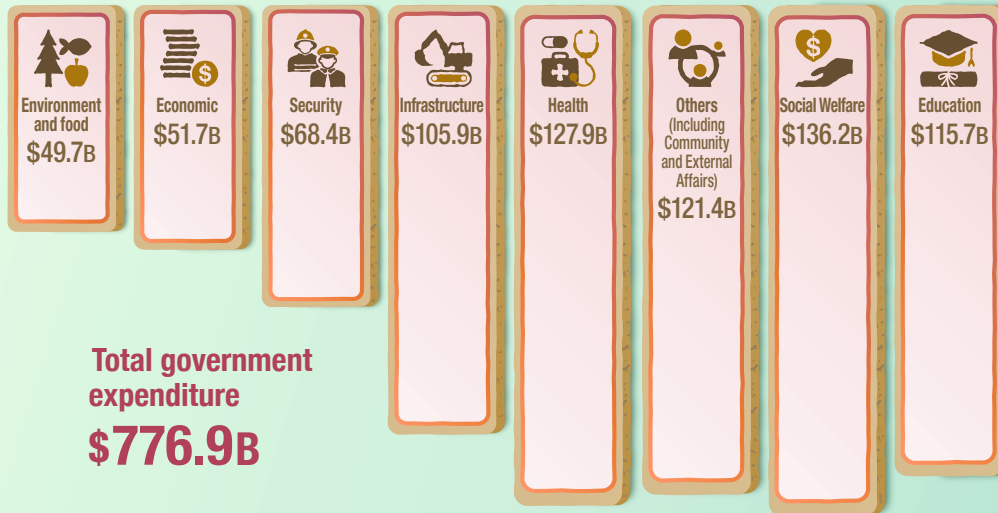 Environment
and food
$49.7B
Economic
$51.7B
Security
$68.4B
Infrastructure
$105.9B
Health
$127.9B
Others
(Including
Community
and External
Affairs)
$121.4B
Social Welfare
$136.2B
Education
$115.7B
Total government
expenditure
$776.9B